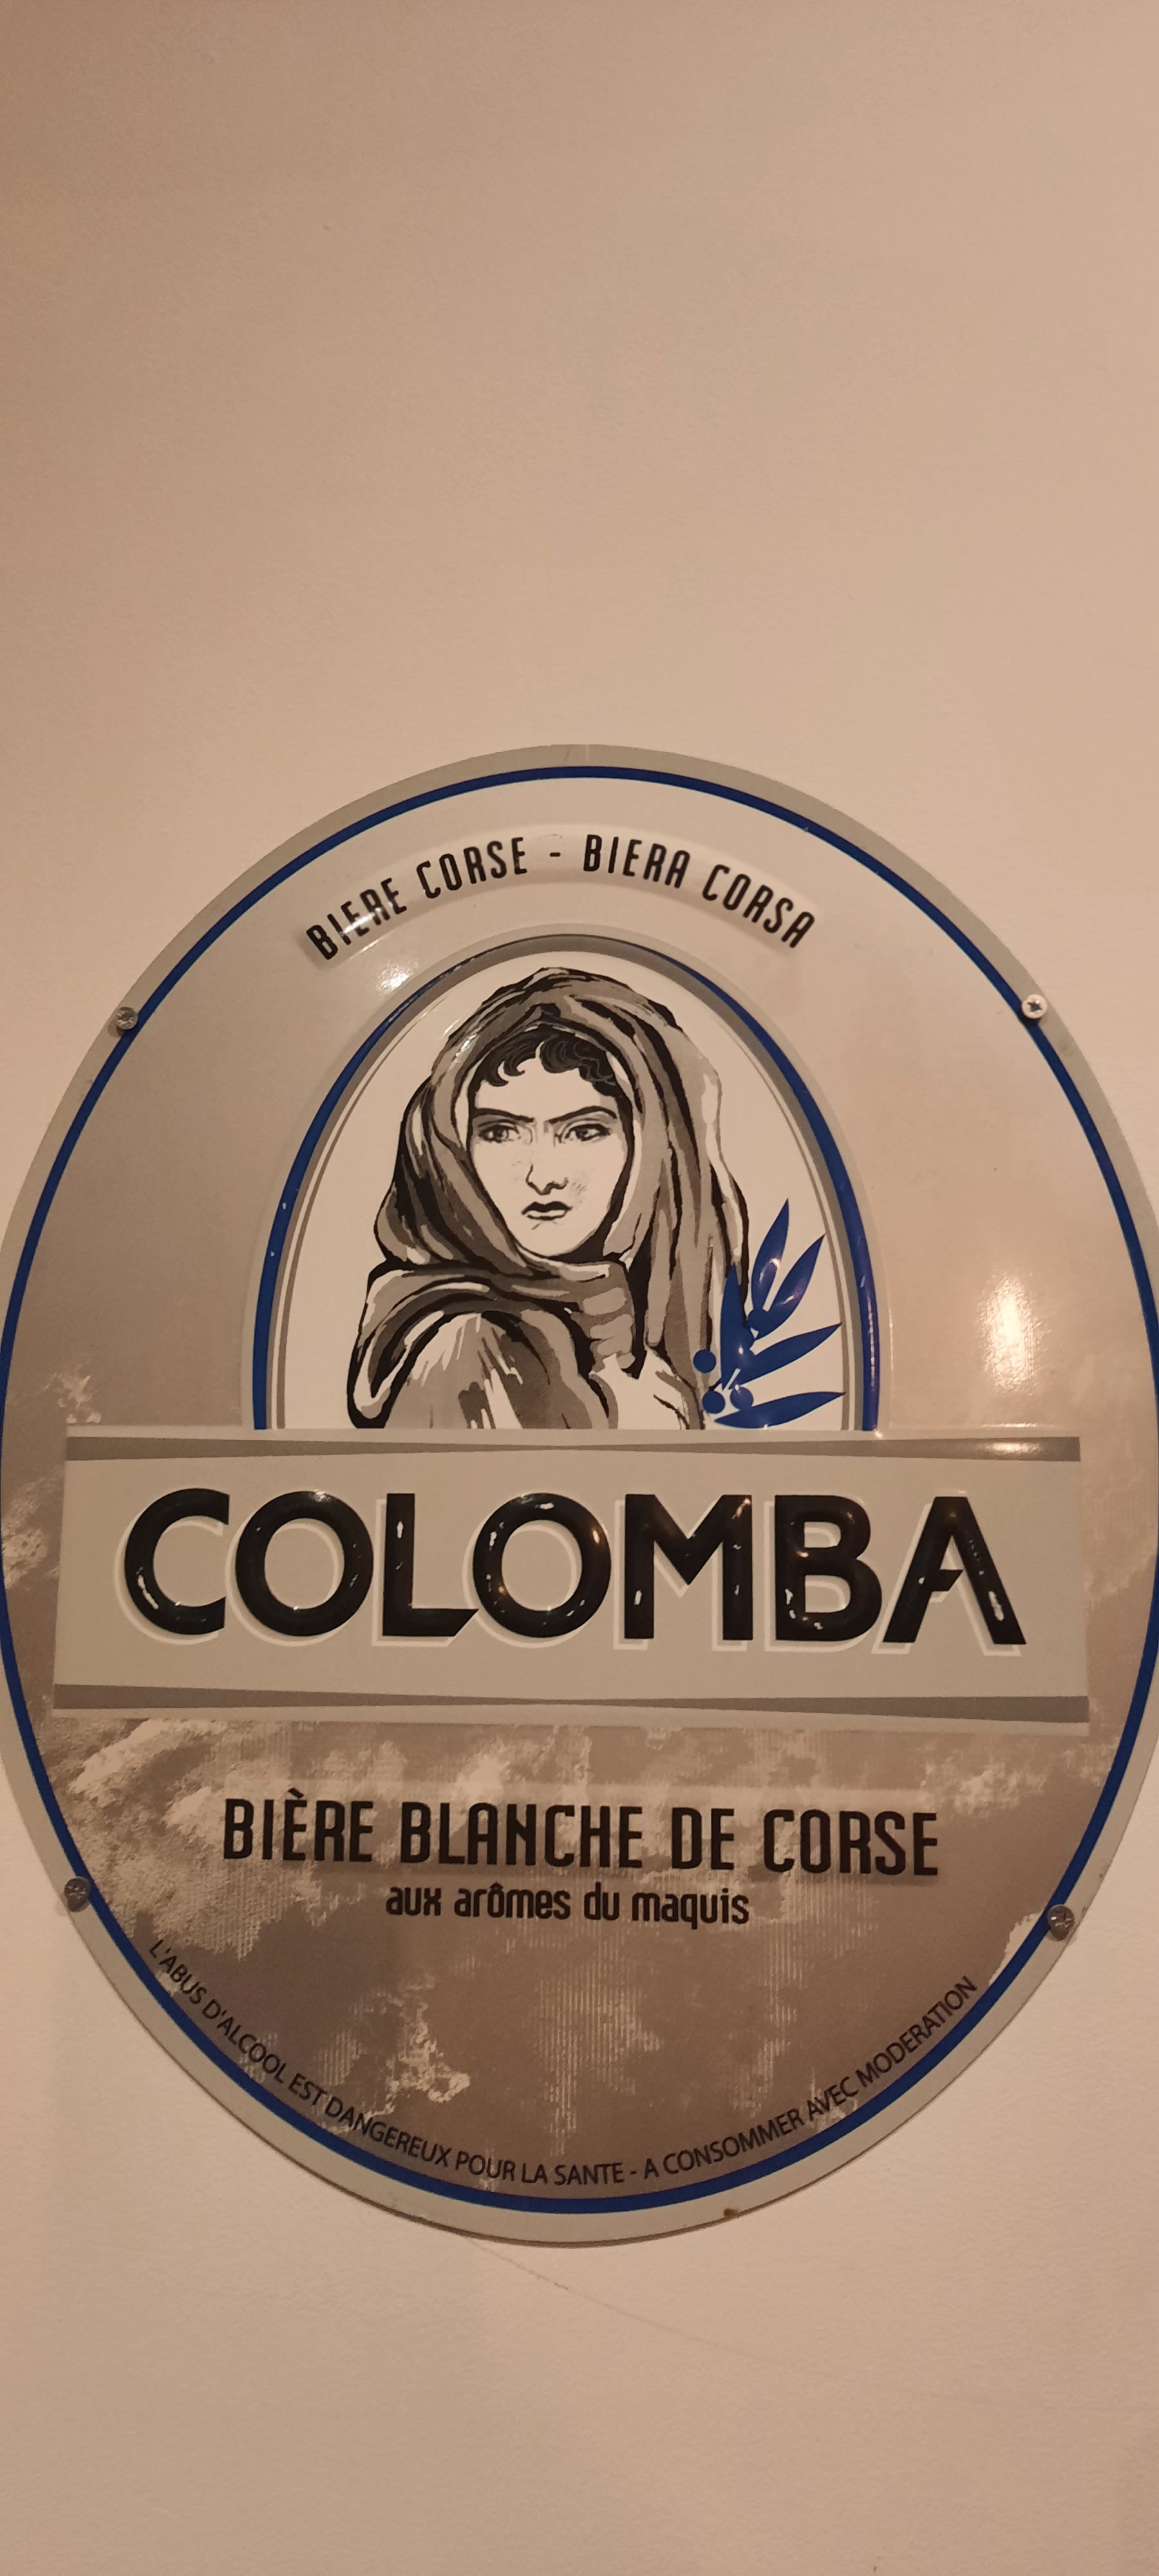 BIERE CORSE - BIERA CORSA
COLOMBA
BIÈRE BLANCHE DE CORSE
aux arômes du maquis
L'ABUS D'ALCOOL EST DANGEREUX POUR LA SANTE - A CONSOMMER AVEC MODERATION